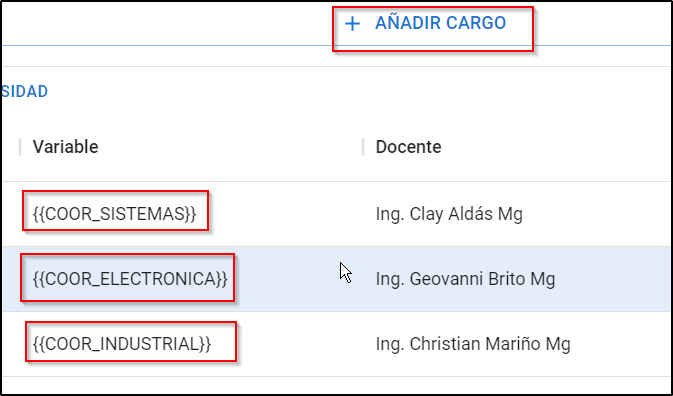 + AÑADIR CARGO
SIDAD
Variable Docente
{{COOR_SISTEMAS}} Ing. Clay Aldás Mg
{{COOR_ELECTRONICA}} Ing. Geovanni Brito Mg
{{COOR_INDUSTRIAL}} Ing. Christian Mariño Mg